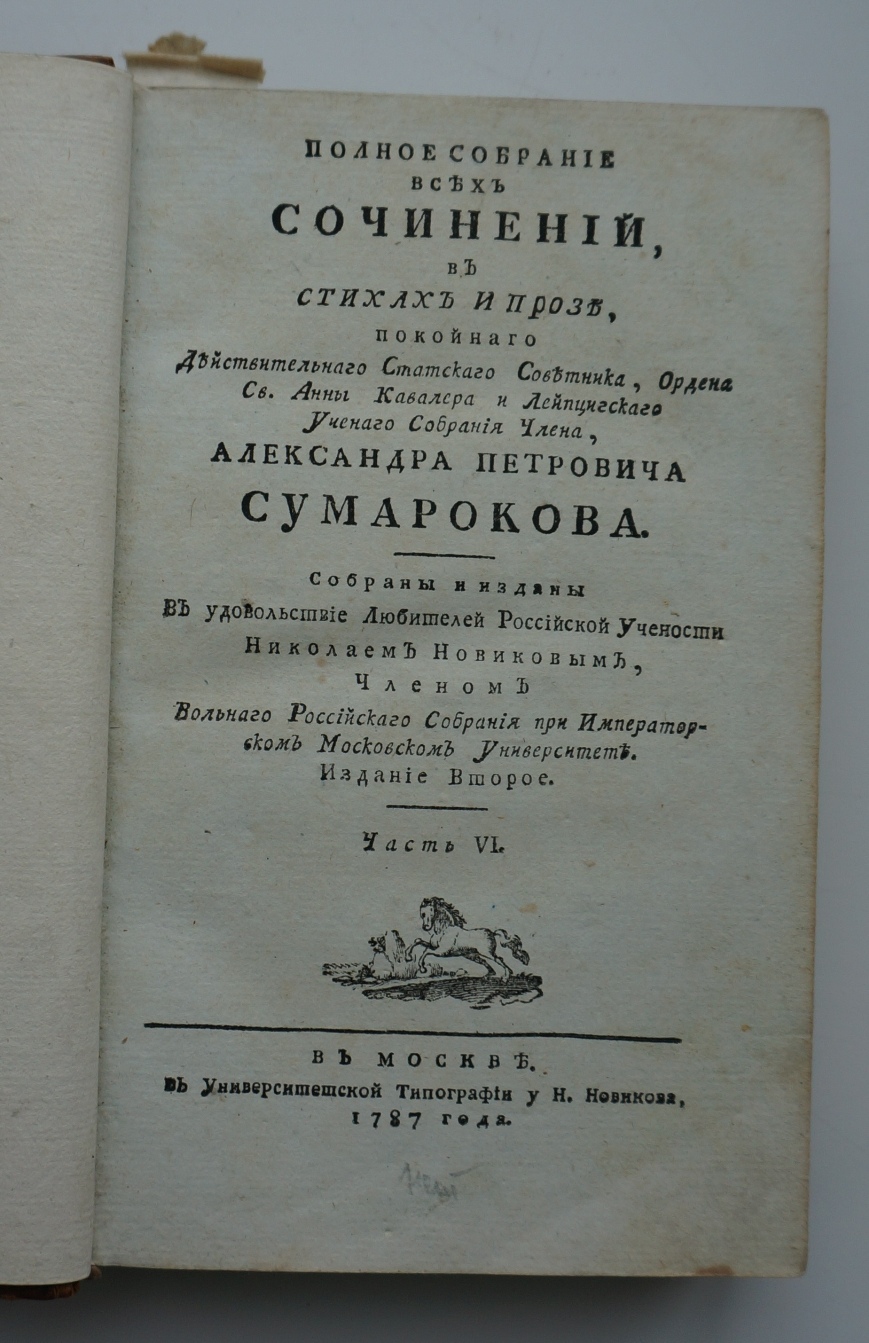 ПОЛНОЕ СОБРАНІЕ
ВСѢХЪ
СОЧИНЕНІЙ,
въ
СТИХАХЪ И ПРОЗѢ,
покойнаго
Дѣйствительнаго Статскаго Совѣтника, Ордена
Св. Анны Кавалера и Лейпцигскаго
Ученаго Собранія Члена,
АЛЕКСАНДРА ПЕТРОВИЧА
СУМАРОКОВА.
Собраны и изданы
Въ удовольствіе Любителей Россійской Учености
Николаемъ Новиковымъ,
Членомъ
Вольнаго Россійскаго Собранія при Император-
скомъ Московскомъ Университетѣ.
Изданіе Второе.
Часть VI.
ВЪ МОСКВѢ.
Въ Университетской Типографіи у Н. Новикова,
1787 года.